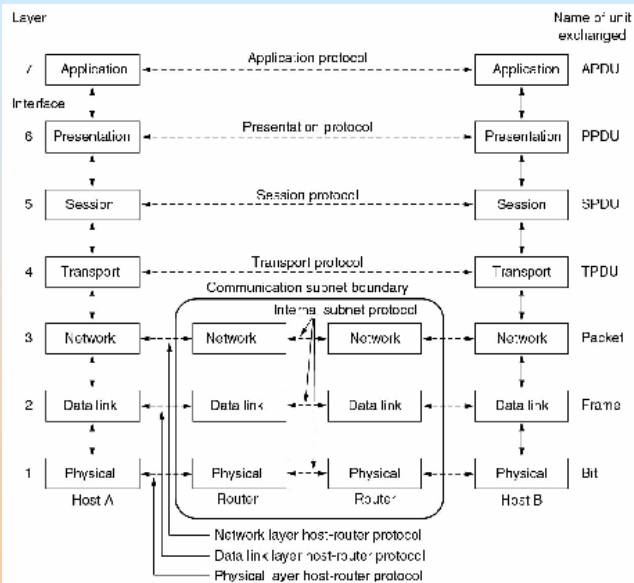 Layer
Name of unit
exchanged
7 Application Application protocol Application APDU
Interface
6 Presentation Presentation protocol Presentation PPDU
5 Session Session protocol Session SPDU
4 Transport Transport protocol Transport TPDU
Communication subnet boundary
Internal subnet protocol
3 Network Network Network Network Packet
2 Data link Data link Data link Data link Frame
1 Physical Physical Physical Physical Bit
Host A Router Router Host B
Network layer host-router protocol
Data link layer host-router protocol
Physical layer host-router protocol